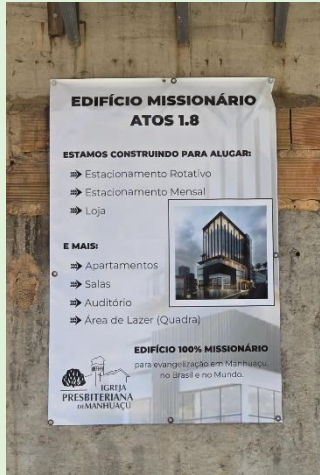 EDIFÍCIO MISSIONÁRIO
ATOS 1.8
ESTAMOS CONSTRUINDO PARA ALUGAR:
Estacionamento Rotativo
Estacionamento Mensal
Loja
E MAIS:
Apartamentos
Salas
Auditório
Área de Lazer (Quadra)
EDIFÍCIO 100% MISSIONÁRIO
para evangelização em Manhuaçu,
no Brasil e no Mundo.
IGREJA
PRESBITERIANA
DE MANHUAÇU